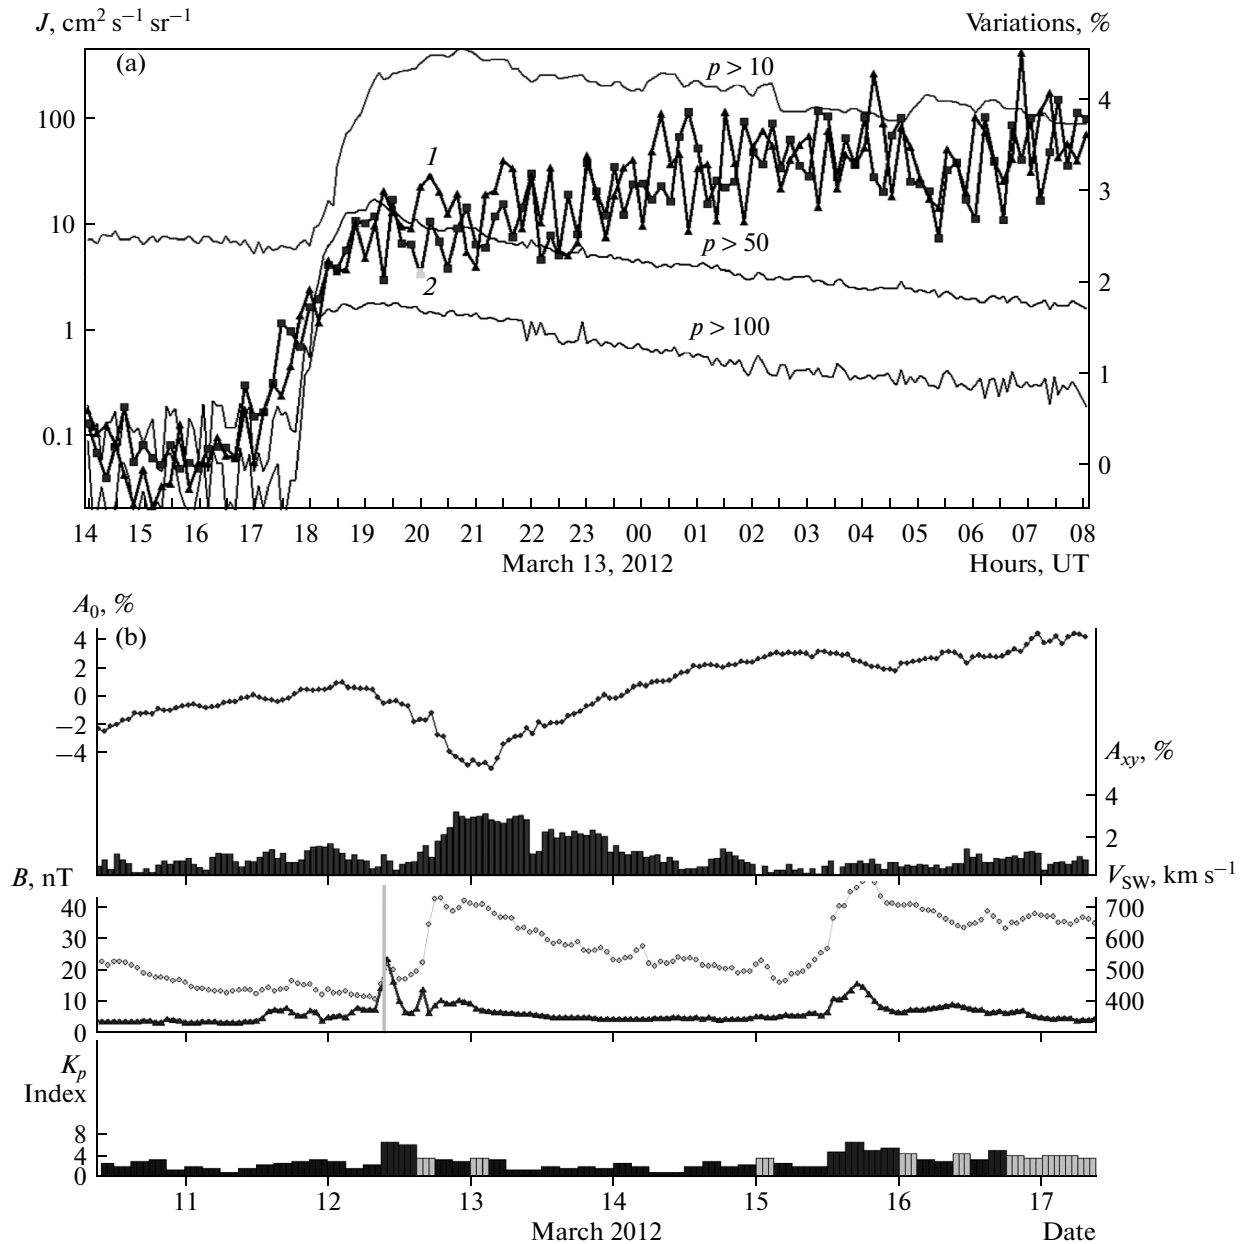 J, cm² s⁻¹ sr⁻¹ Variations, %
(a)
p > 10
100 4
1
3
10
p > 50
2
2
1
p > 100
1
0.1
0
14 15 16 17 18 19 20 21 22 23 00 01 02 03 04 05 06 07 08
March 13, 2012 Hours, UT
A₀, %
(b)
4
2
0
−2
−4
Axy, %
4
2
B, nT VSW, km s⁻¹
40 700
30 600
20 500
10 400
0
Kp
Index
8
4
0
11 12 13 14 15 16 17
March 2012 Date